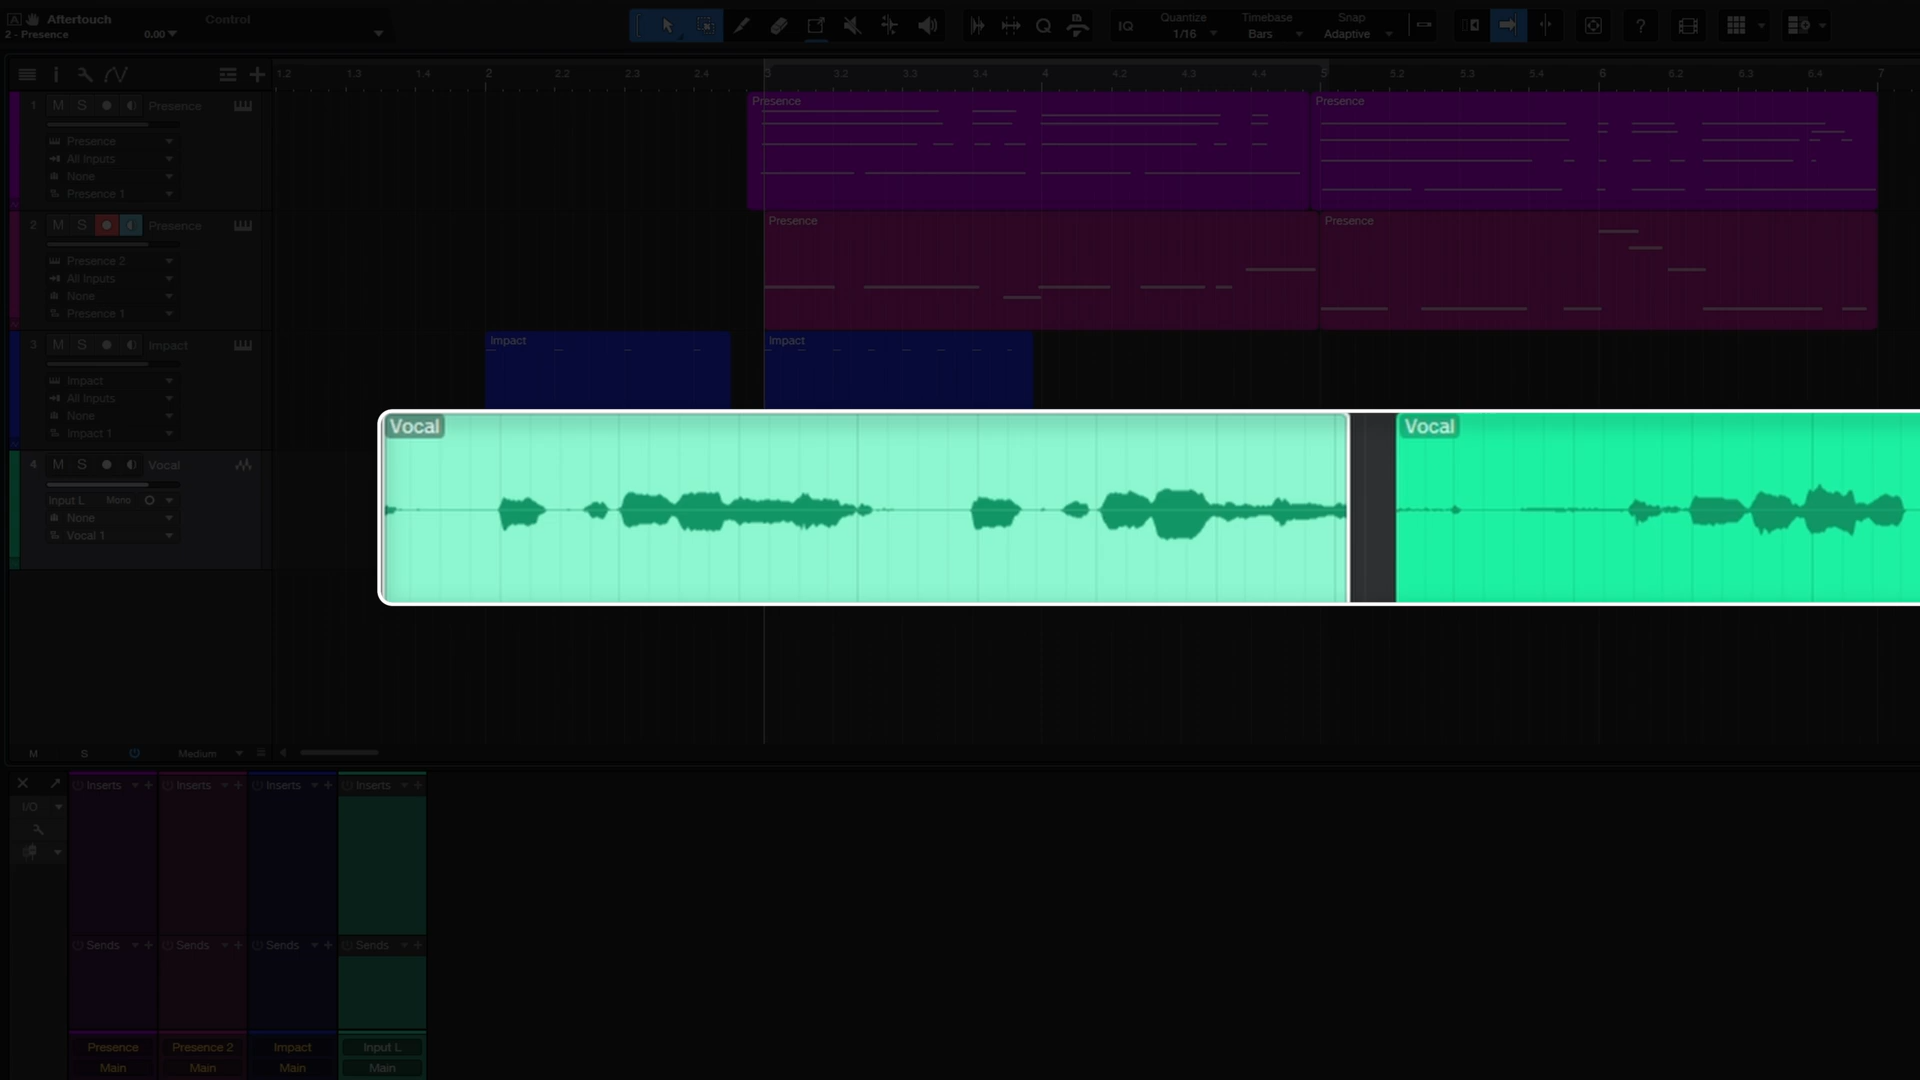 A Aftertouch Control
2 - Presence 0.00
IQ Quantize Timebase Snap
1/16 Bars Adaptive
1.2 1.3 1.4 2 2.2 2.3 2.4 3 3.2 3.3 3.4 4 4.2 4.3 4.4 5 5.2 5.3 5.4 6 6.2 6.3 6.4 7
1 M S Presence
Presence
All Inputs
None
Presence 1
Presence Presence
2 M S Presence
Presence 2
All Inputs
None
Presence 1
Presence Presence
3 M S Impact
Impact
All Inputs
None
Impact 1
Impact Impact
4 M S Vocal
Input L Mono
None
Vocal 1
Vocal Vocal
M S Medium
Inserts Inserts Inserts Inserts
I/O
Sends Sends Sends Sends
Presence Presence 2 Impact Input L
Main Main Main Main